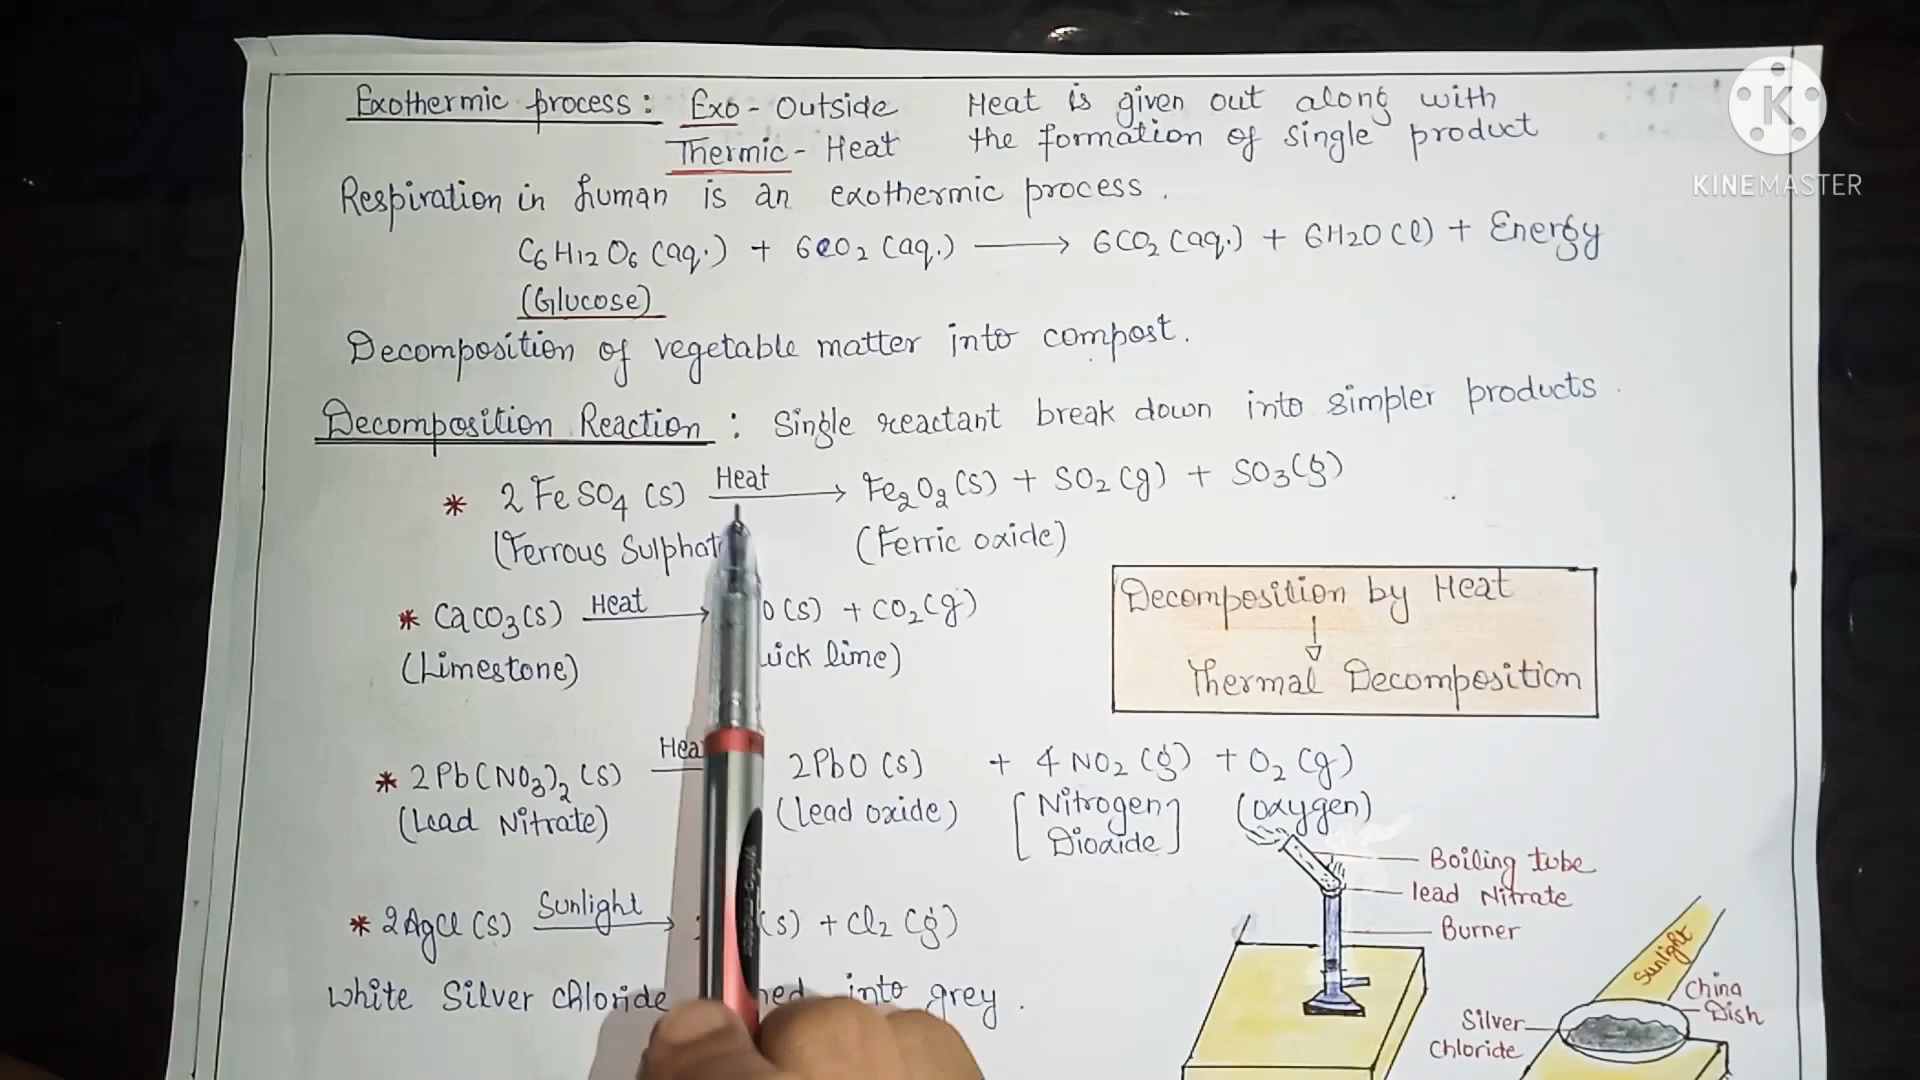 Exothermic process: Exo - Outside Heat is given out along with
Thermic - Heat the formation of single product
KINEMASTER
Respiration in human is an exothermic process.
C6H12O6 (aq.) + 6CO2 (aq.) ⟶ 6CO2 (aq.) + 6H2O(l) + Energy
(Glucose)
Decomposition of vegetable matter into compost.
Decomposition Reaction : Single reactant break down into simpler products
* 2FeSO4 (s) Heat ⟶ Fe2O2 (s) + SO2 (g) + SO3(g)
(Ferrous Sulphat (Ferric oxide)
* CaCO3(s) Heat ⟶ O(s) + CO2(g)
(Limestone) uick lime)
Decomposition by Heat
↓
Thermal Decomposition
* 2Pb(NO3)2 (s) Hea 2PbO (s) + 4 NO2 (g) + O2 (g)
(Lead Nitrate) (lead oxide) [Nitrogen Dioxide] (oxygen)
Boiling tube
lead Nitrate
Burner
* 2AgCl (s) Sunlight ⟶ (s) + Cl2 (g)
White Silver Chloride ned into grey.
Sunlight
China Dish
Silver Chloride